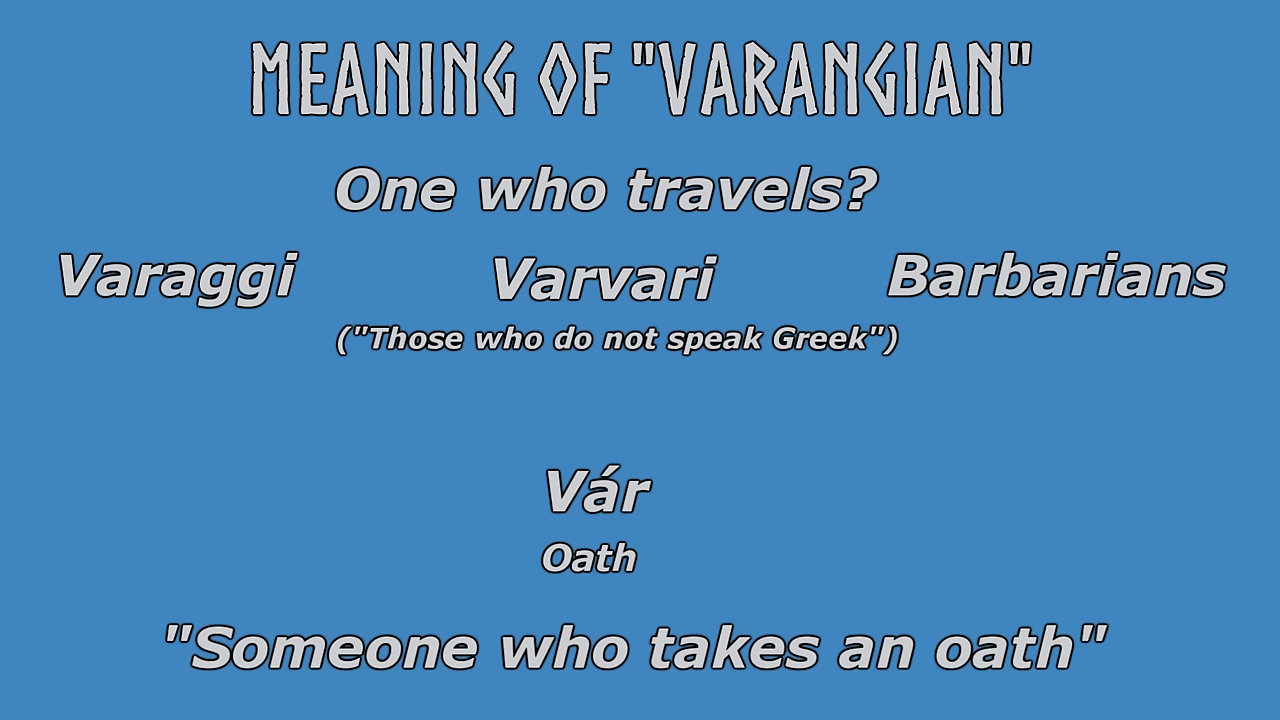 MEANING OF "VARANGIAN"
One who travels?
Varaggi Varvari Barbarians
("Those who do not speak Greek")
Vár
Oath
"Someone who takes an oath"